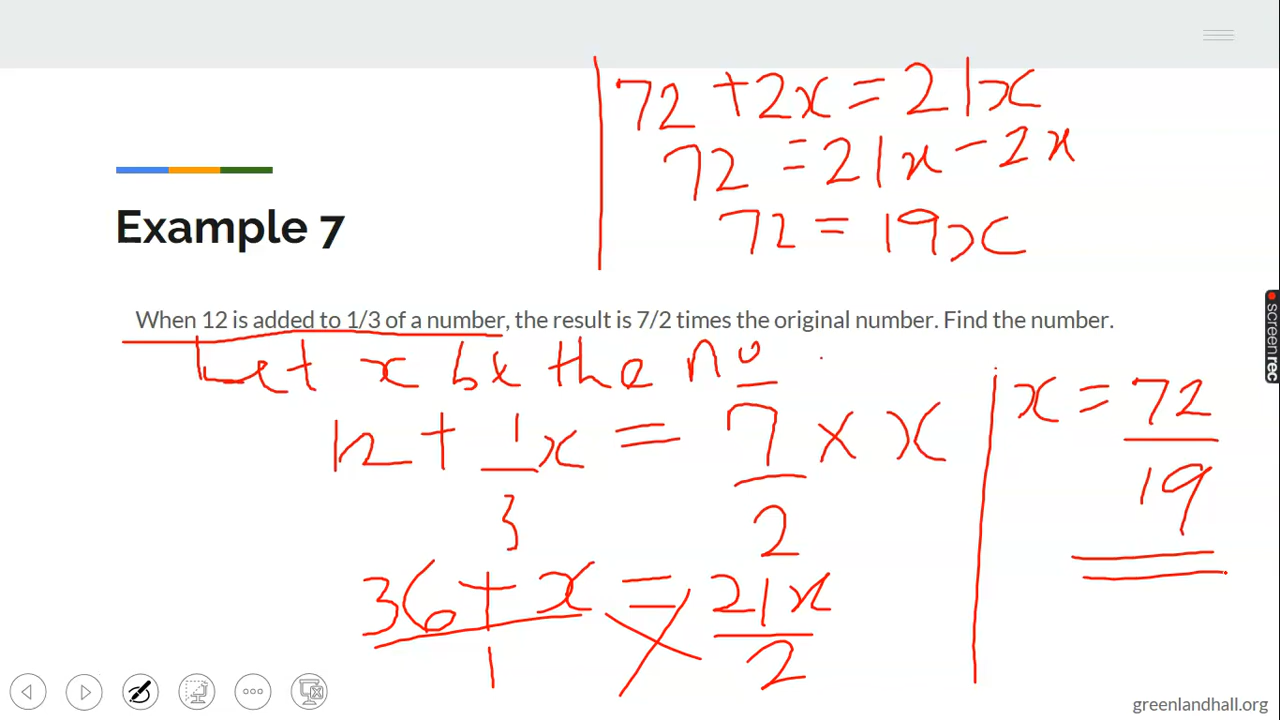 72 + 2x = 21x
72 = 21x - 2x
72 = 19x
Example 7
When 12 is added to 1/3 of a number, the result is 7/2 times the original number. Find the number.
Let x be the no
12 + 1/3 x = 7/2 × x
36 + x / 1 = 21x / 2
x = 72/19
screenrec
greenlandhall.org